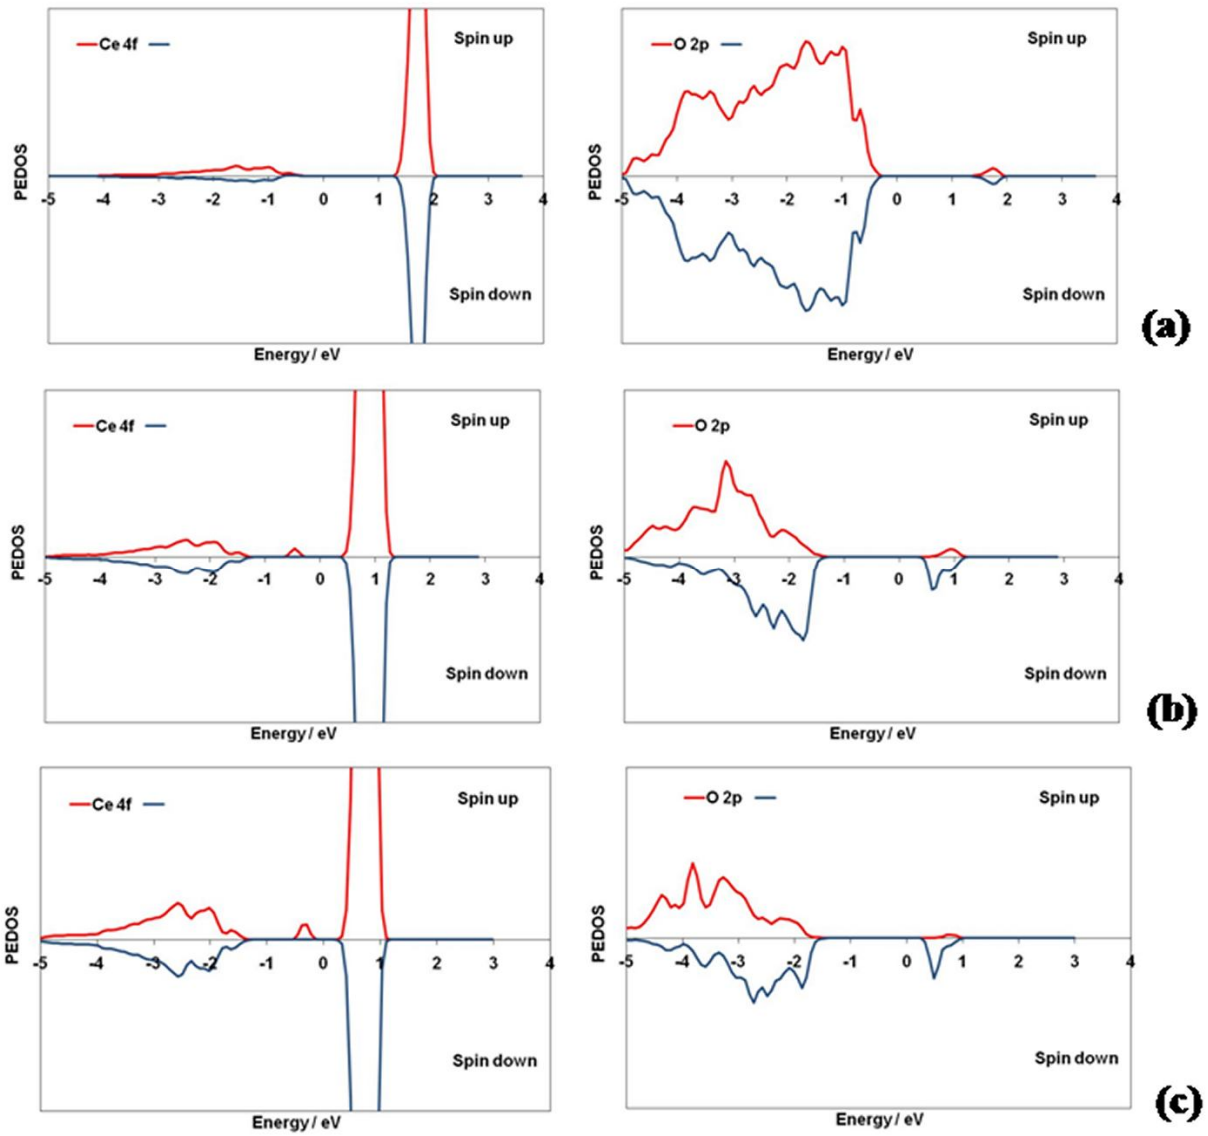 Ce 4f
Spin up
PEDOS
-5 -4 -3 -2 -1 0 1 2 3 4
Spin down
Energy / eV
O 2p
Spin up
PEDOS
-5 -4 -3 -2 -1 0 1 2 3 4
Spin down
Energy / eV
(a)
Ce 4f
Spin up
PEDOS
-5 -4 -3 -2 -1 0 1 2 3 4
Spin down
Energy / eV
O 2p
Spin up
PEDOS
-5 -4 -3 -2 -1 0 1 2 3 4
Spin down
Energy / eV
(b)
Ce 4f
Spin up
PEDOS
-5 -4 -3 -2 -1 0 1 2 3 4
Spin down
Energy / eV
O 2p
Spin up
PEDOS
-5 -4 -3 -2 -1 0 1 2 3 4
Spin down
Energy / eV
(c)